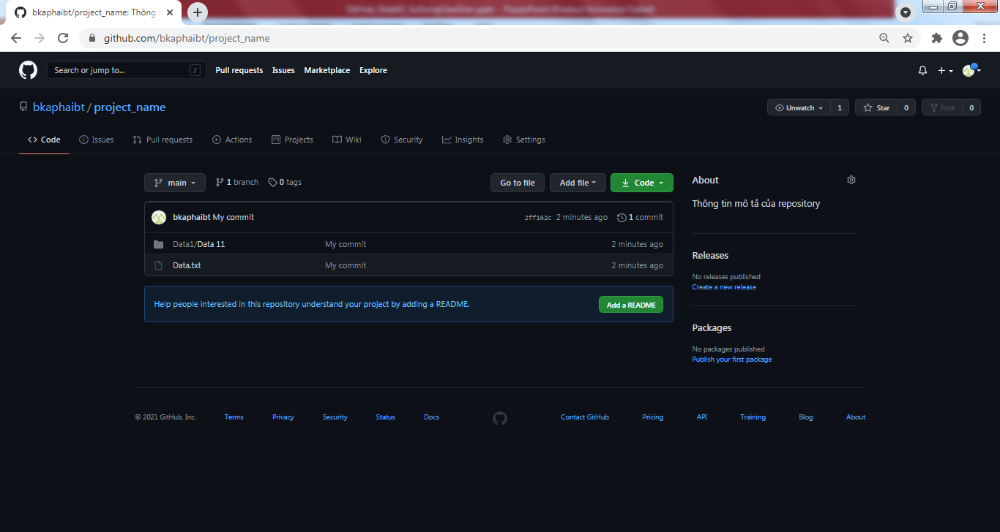 bkaphaibt/project_name: Thông
github.com/bkaphaibt/project_name
Search or jump to... / Pull requests Issues Marketplace Explore
bkaphaibt / project_name Unwatch 1 Star 0 Fork 0
Code Issues Pull requests Actions Projects Wiki Security Insights Settings
main 1 branch 0 tags Go to file Add file Code
bkaphaibt My commit 2ff162c 2 minutes ago 1 commit
Data1/Data 11 My commit 2 minutes ago
Data.txt My commit 2 minutes ago
Help people interested in this repository understand your project by adding a README. Add a README
About
Thông tin mô tả của repository
Releases
No releases published
Create a new release
Packages
No packages published
Publish your first package
© 2021 GitHub, Inc. Terms Privacy Security Status Docs Contact GitHub Pricing API Training Blog About